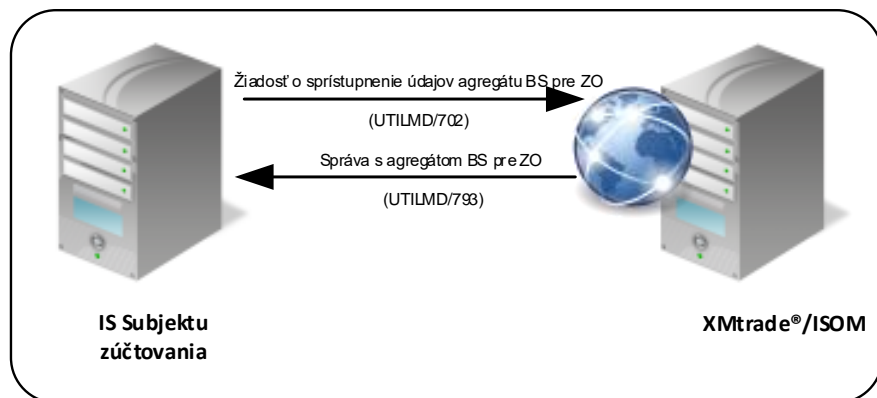 Žiadosť o sprístupnenie údajov agregátu BS pre ZO
(UTILMD/702)
Správa s agregátom BS pre ZO
(UTILMD/793)
IS Subjektu
zúčtovania
XMtrade®/ISOM